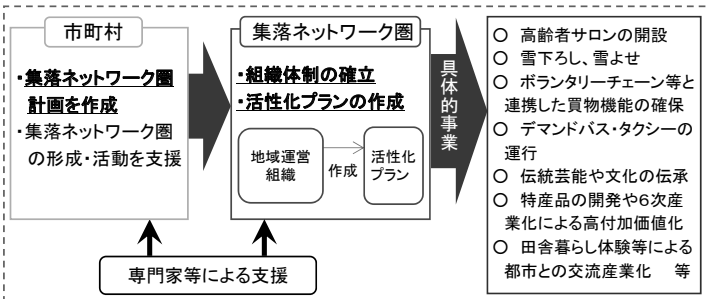 市町村
・集落ネットワーク圏
計画を作成
・集落ネットワーク圏
の形成・活動を支援
集落ネットワーク圏
・組織体制の確立
・活性化プランの作成
地域運営
組織
作成
活性化
プラン
専門家等による支援
具体的事業
○ 高齢者サロンの開設
○ 雪下ろし、雪よせ
○ ボランタリーチェーン等と
連携した買物機能の確保
○ デマンドバス・タクシーの
運行
○ 伝統芸能や文化の伝承
○ 特産品の開発や6次産
業化による高付加価値化
○ 田舎暮らし体験等による
都市との交流産業化 等